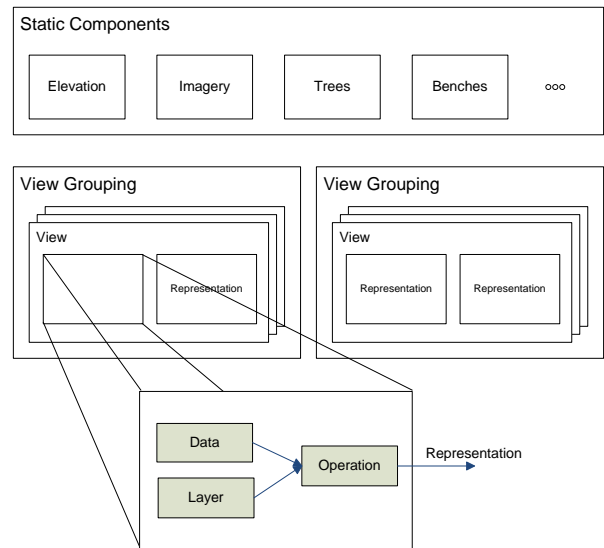 Static Components
Elevation
Imagery
Trees
Benches
ooo
View Grouping
View
Representation
View Grouping
View
Representation
Representation
Data
Layer
Operation
Representation